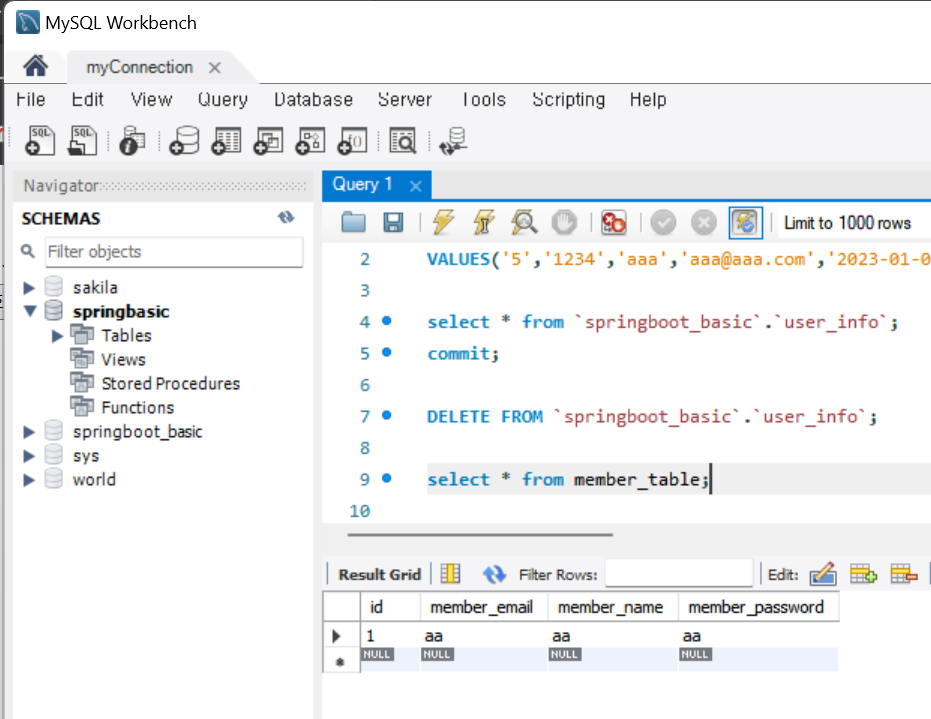 MySQL Workbench
myConnection
File Edit View Query Database Server Tools Scripting Help
SQL SQL
Navigator
Query 1
SCHEMAS
Limit to 1000 rows
Filter objects
sakila
springbasic
Tables
Views
Stored Procedures
Functions
springboot_basic
sys
world
2 VALUES('5','1234','aaa','aaa@aaa.com','2023-01-0
3
4 select * from `springboot_basic`.`user_info`;
5 commit;
6
7 DELETE FROM `springboot_basic`.`user_info`;
8
9 select * from member_table;
10
Result Grid Filter Rows: Edit:
id member_email member_name member_password
1 aa aa aa
NULL NULL NULL NULL